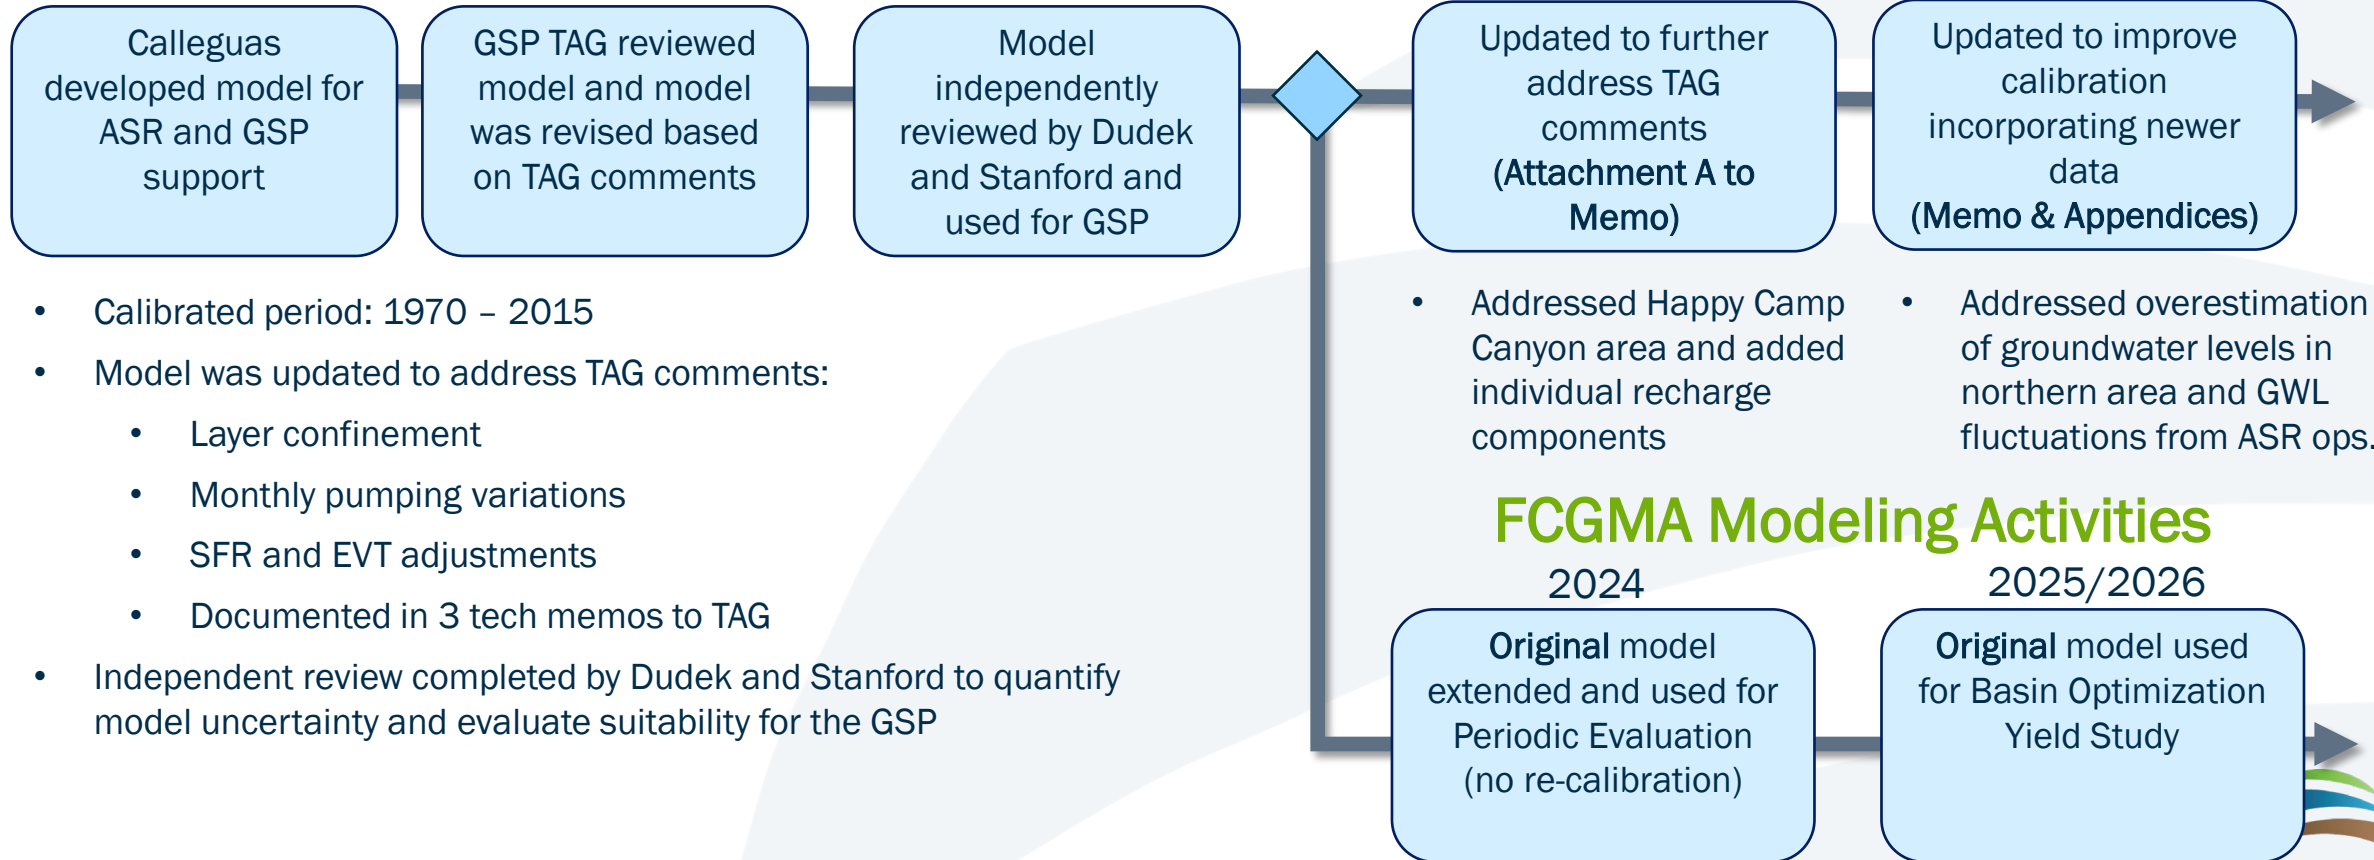 Calleguas
developed model for
ASR and GSP
support
GSP TAG reviewed
model and model
was revised based
on TAG comments
Model
independently
reviewed by Dudek
and Stanford and
used for GSP
Updated to further
address TAG
comments
(Attachment A to
Memo)
Updated to improve
calibration
incorporating newer
data
(Memo & Appendices)
• Calibrated period: 1970 – 2015
• Model was updated to address TAG comments:
• Layer confinement
• Monthly pumping variations
• SFR and EVT adjustments
• Documented in 3 tech memos to TAG
• Independent review completed by Dudek and Stanford to quantify
model uncertainty and evaluate suitability for the GSP
• Addressed Happy Camp
Canyon area and added
individual recharge
components
• Addressed overestimation
of groundwater levels in
northern area and GWL
fluctuations from ASR ops.
FCGMA Modeling Activities
2024
2025/2026
Original model
extended and used for
Periodic Evaluation
(no re-calibration)
Original model used
for Basin Optimization
Yield Study